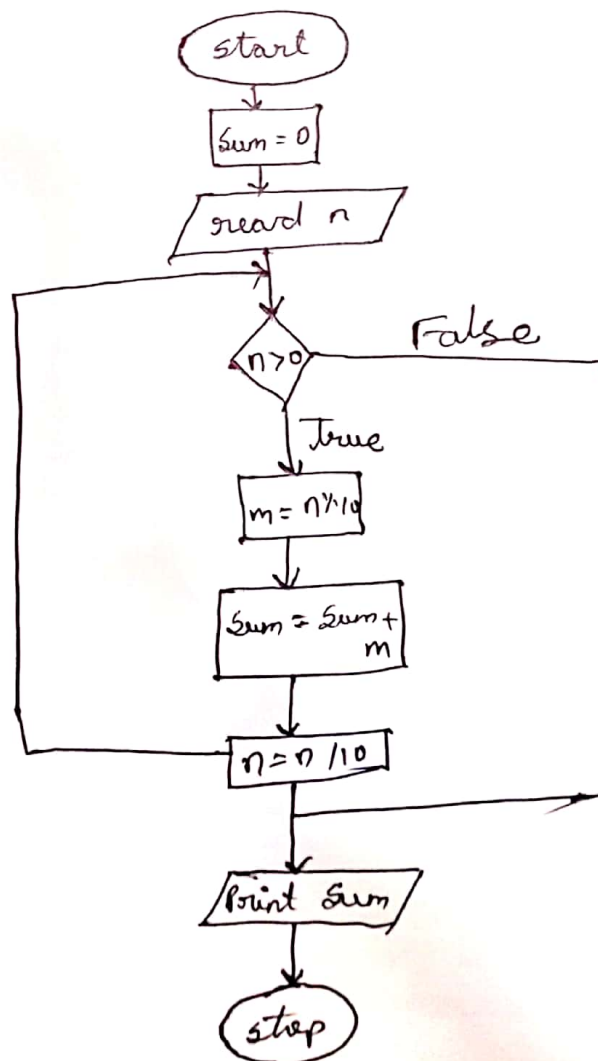 start
Sum = 0
read n
n>0
False
True
m = n%10
Sum = Sum +
m
n = n /10
Print Sum
stop